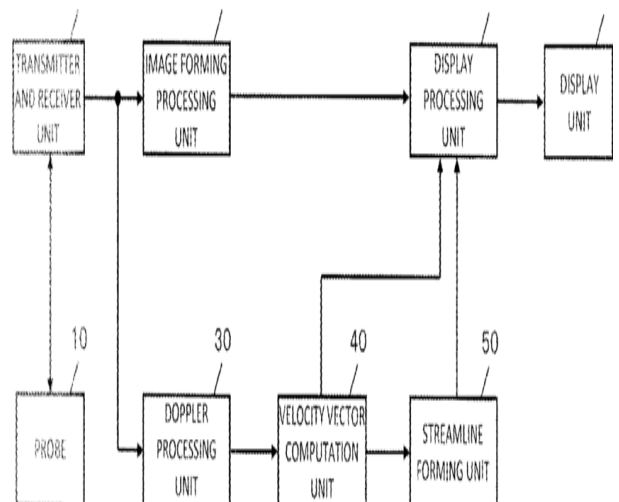 TRANSMITTER
AND RECEIVER
UNIT
IMAGE FORMING
PROCESSING
UNIT
DISPLAY
PROCESSING
UNIT
DISPLAY
UNIT
10
30
40
50
PROBE
DOPPLER
PROCESSING
UNIT
VELOCITY VECTOR
COMPUTATION
UNIT
STREAMLINE
FORMING UNIT